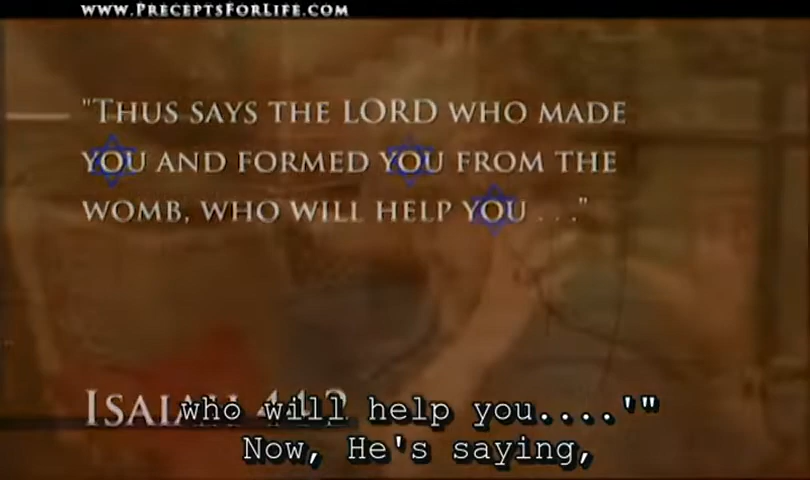 www.PreceptsForLife.com
"Thus says the LORD who made
you and formed you from the
womb, who will help you . . ."
Isaiah 44:2
who will help you....'"
Now, He's saying,